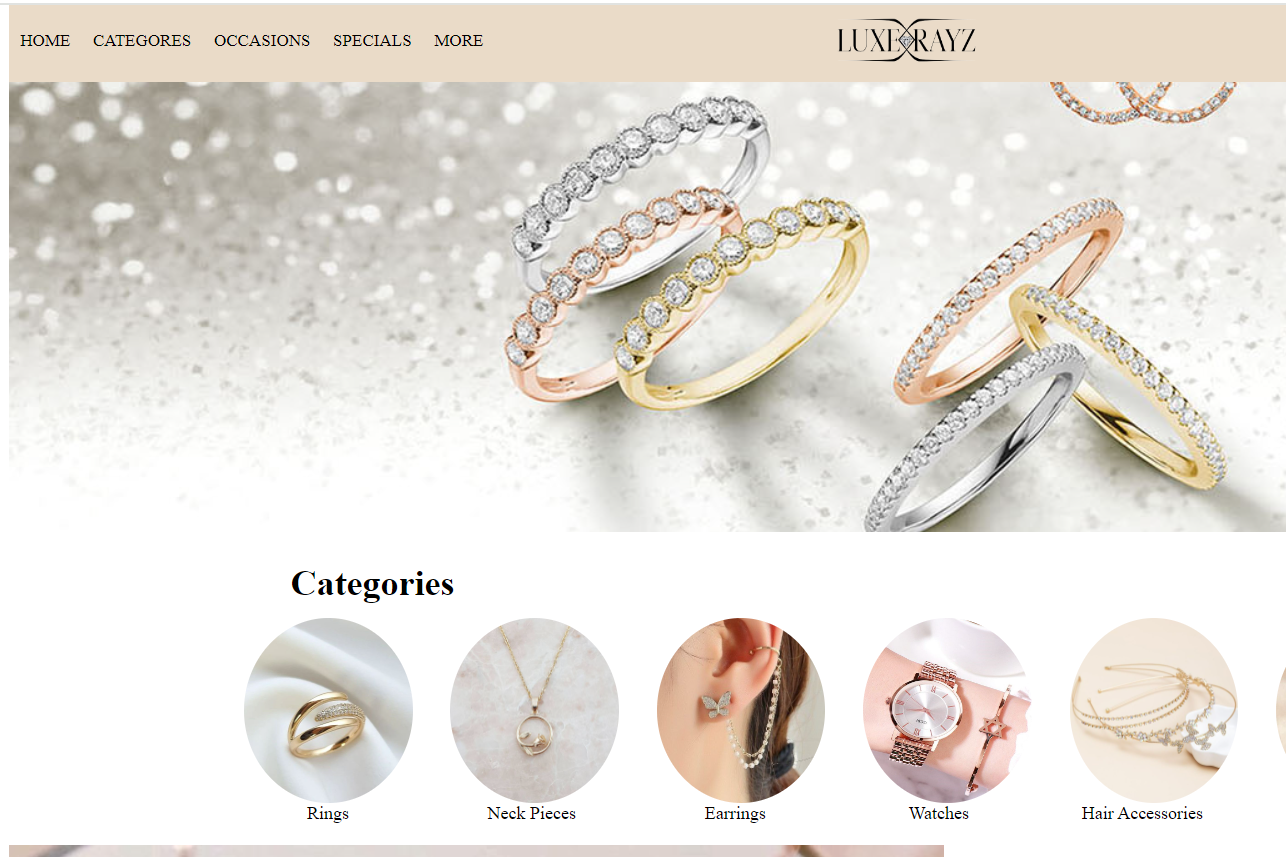 HOME CATEGORES OCCASIONS SPECIALS MORE
LUXE RAYZ
Categories
Rings
Neck Pieces
Earrings
Watches
Hair Accessories